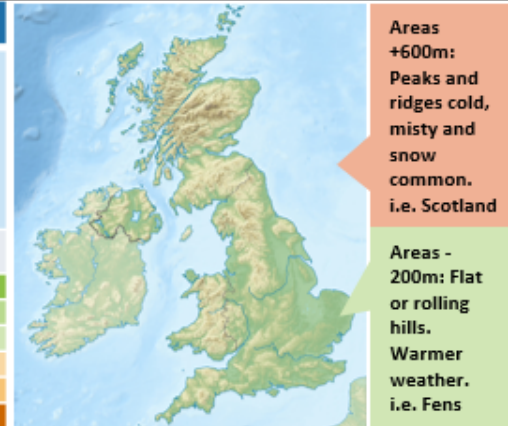 Areas
+600m:
Peaks and
ridges cold,
misty and
snow
common.
i.e. Scotland
Areas -
200m: Flat
or rolling
hills.
Warmer
weather.
i.e. Fens